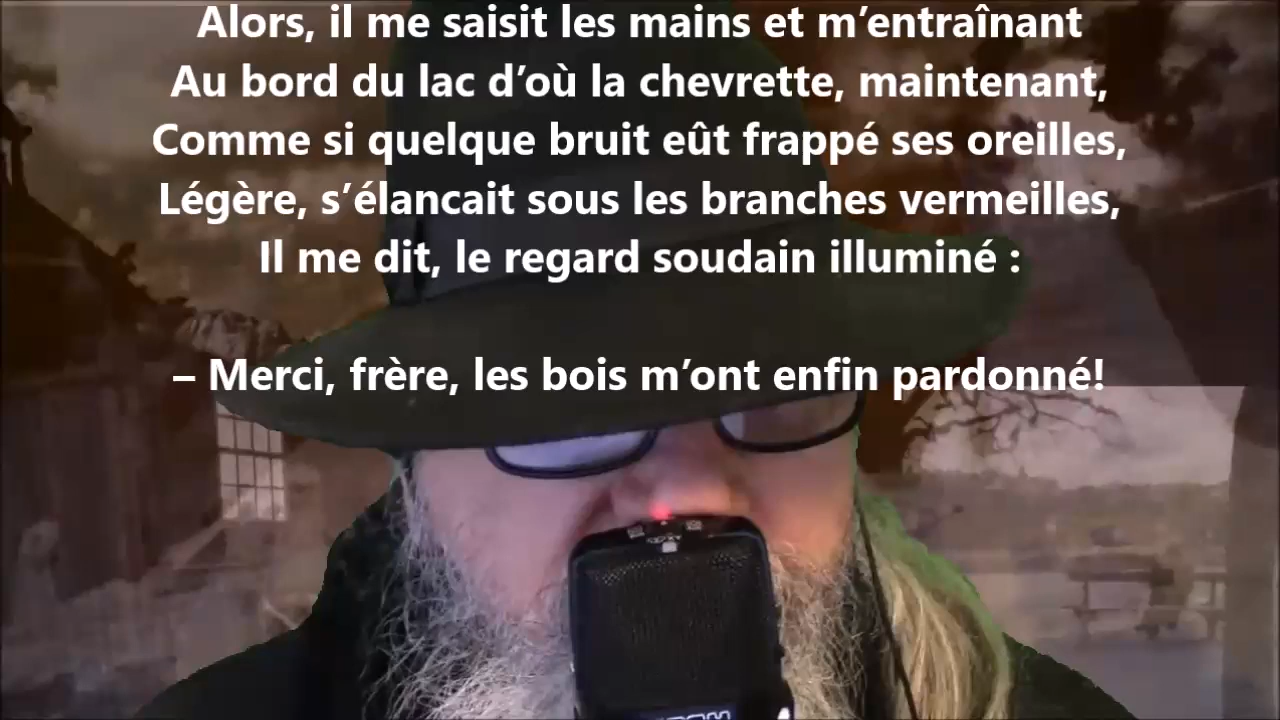 Alors, il me saisit les mains et m’entraînant
Au bord du lac d’où la chevrette, maintenant,
Comme si quelque bruit eût frappé ses oreilles,
Légère, s’élancait sous les branches vermeilles,
Il me dit, le regard soudain illuminé :
– Merci, frère, les bois m’ont enfin pardonné!